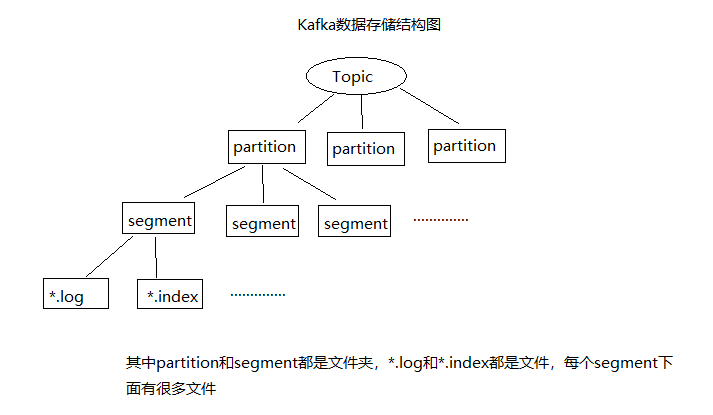 Kafka数据存储结构图
Topic
partition
partition
partition
segment
segment
segment
..............
*.log
*.index
..............
其中partition和segment都是文件夹，*.log和*.index都是文件，每个segment下
面有很多文件